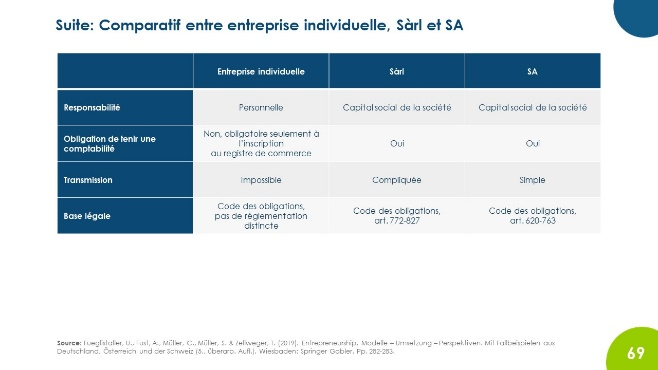 Suite: Comparatif entre entreprise individuelle, Sàrl et SA
Entreprise individuelle
Sàrl
SA
Responsabilité
Personnelle
Capital social de la société
Capital social de la société
Obligation de tenir une
comptabilité
Non, obligatoire seulement à
l'inscription
au registre de commerce
Oui
Oui
Transmission
Impossible
Compliquée
Simple
Base légale
Code des obligations,
pas de réglementation
distincte
Code des obligations,
art. 772-827
Code des obligations,
art. 620-763
Source: Fueglistaller, U., Fust, A., Müller, C., Müller, S. & Zellweger, T. (2019). Entrepreneurship. Modelle – Umsetzung – Perspektiven. Mit Fallbeispielen aus
Deutschland, Österreich und der Schweiz (5., überarb. Aufl.). Wiesbaden: Springer Gabler. Pp. 282-283.
69